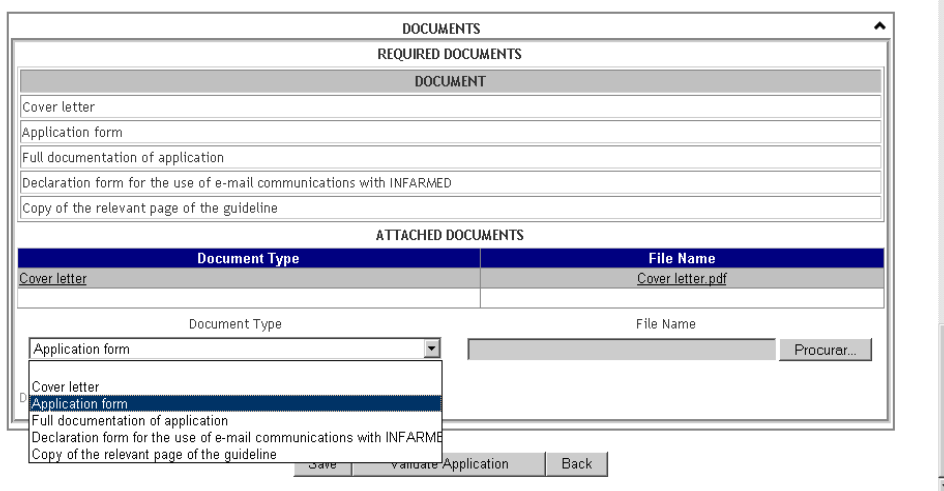 DOCUMENTS
REQUIRED DOCUMENTS
DOCUMENT
Cover letter
Application form
Full documentation of application
Declaration form for the use of e-mail communications with INFARMED
Copy of the relevant page of the guideline
ATTACHED DOCUMENTS
Document Type File Name
Cover letter Cover letter.pdf
Document Type File Name
Application form Procurar...
Cover letter
D
Application form
Full documentation of application
Declaration form for the use of e-mail communications with INFARME
Copy of the relevant page of the guideline
Save Validate Application Back